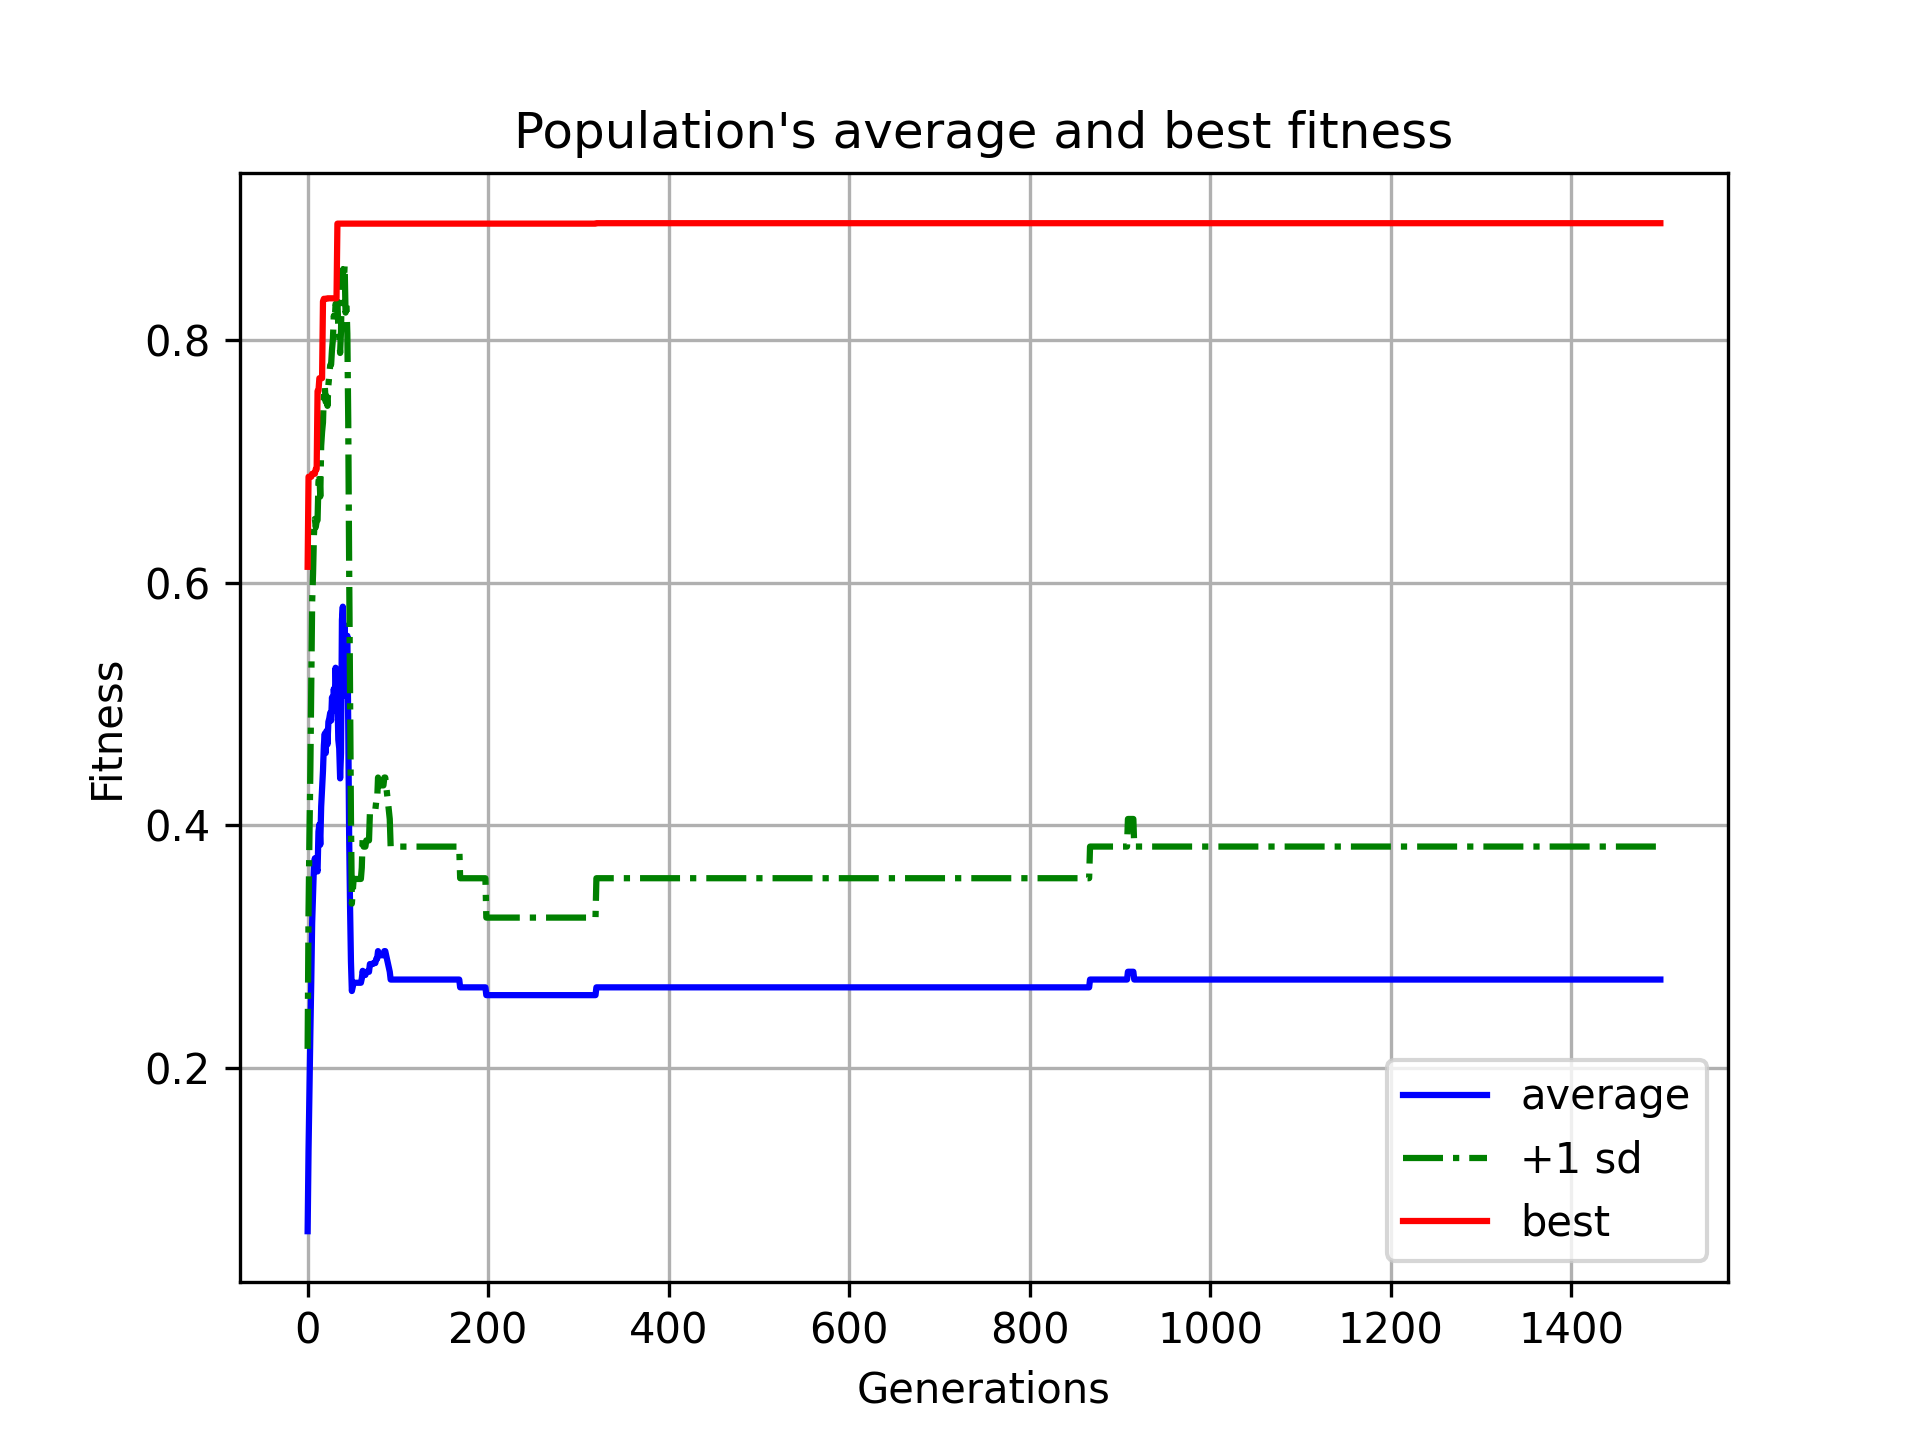 Population's average and best fitness
Fitness
0.8
0.6
0.4
0.2
average
+1 sd
best
0 200 400 600 800 1000 1200 1400
Generations